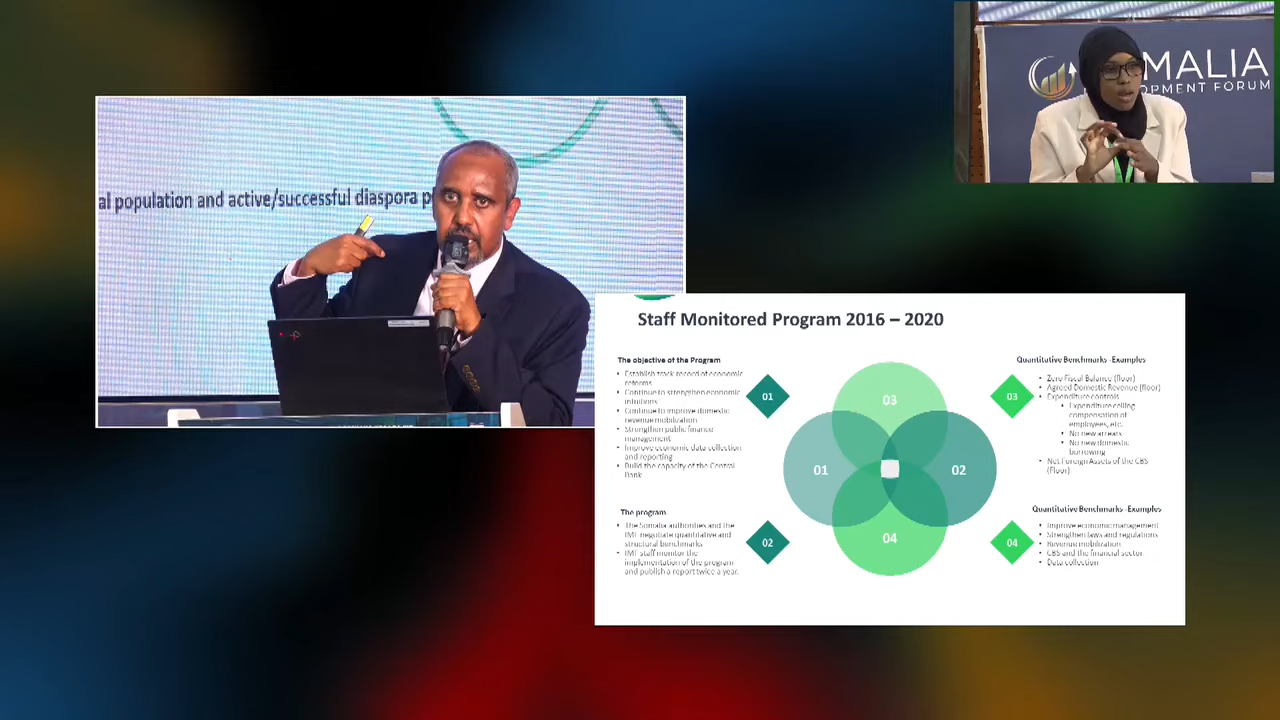 MALIA
OPMENT FORUM
al population and active/successful diaspora p
Staff Monitored Program 2016 – 2020
The objective of the Program
• Establish track record of economic
reforms
• Continue to strengthen economic
intuitions
• Continue to improve domestic
revenue mobilization
• Strengthen public finance
management
• Improve economic data collection
and reporting
• Build the capacity of the Central
Bank
01
The program
• The Somalia authorities and the
IMF negotiate quantitative and
structural benchmarks
• IMF staff monitor the
implementation of the program
and publish a report twice a year.
02
03
01
02
04
Quantitative Benchmarks -Examples
03
• Zero Fiscal Balance (floor)
• Agreed Domestic Revenue (floor)
• Expenditure controls
• Expenditure ceiling
compensation of
employees, etc.
• No new arrears
• No new domestic
borrowing
• Net Foreign Assets of the CBS
(Floor)
Quantitative Benchmarks -Examples
04
• Improve economic management
• Strengthen laws and regulations
• Revenue mobilization
• CBS and the financial sector
• Data collection